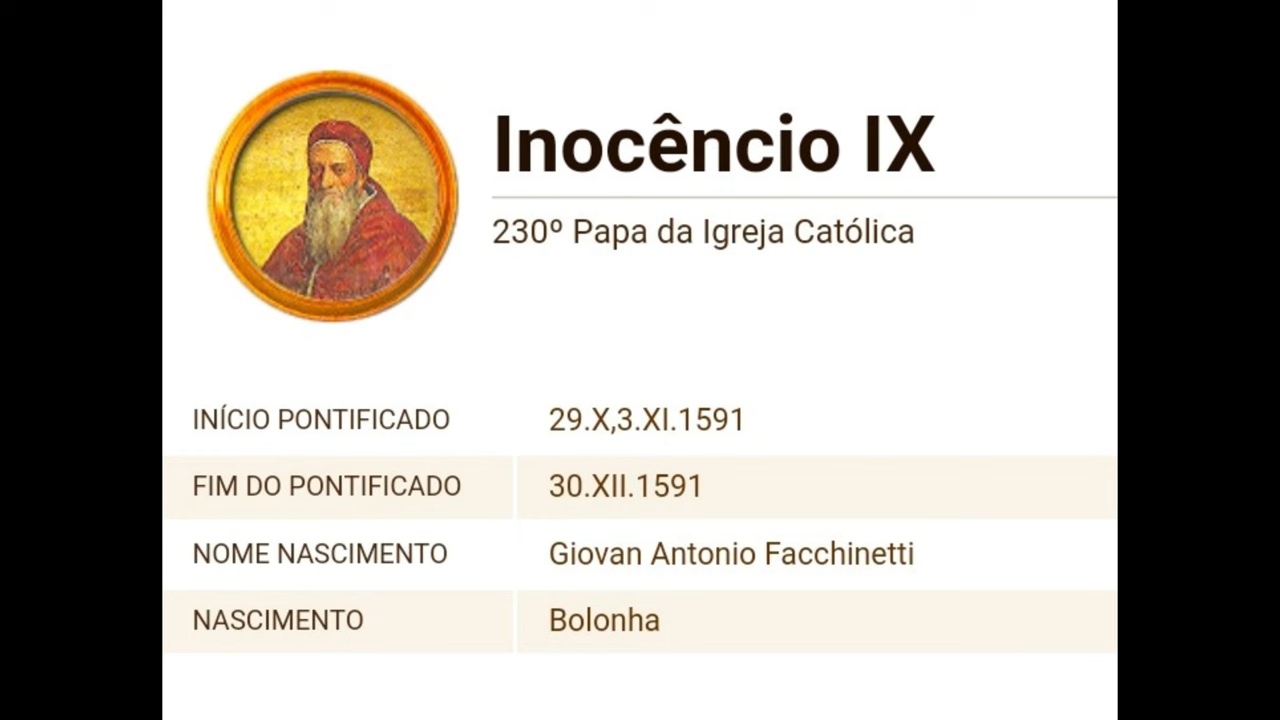 Inocêncio IX
230º Papa da Igreja Católica
INÍCIO PONTIFICADO 29.X,3.XI.1591
FIM DO PONTIFICADO 30.XII.1591
NOME NASCIMENTO Giovan Antonio Facchinetti
NASCIMENTO Bolonha